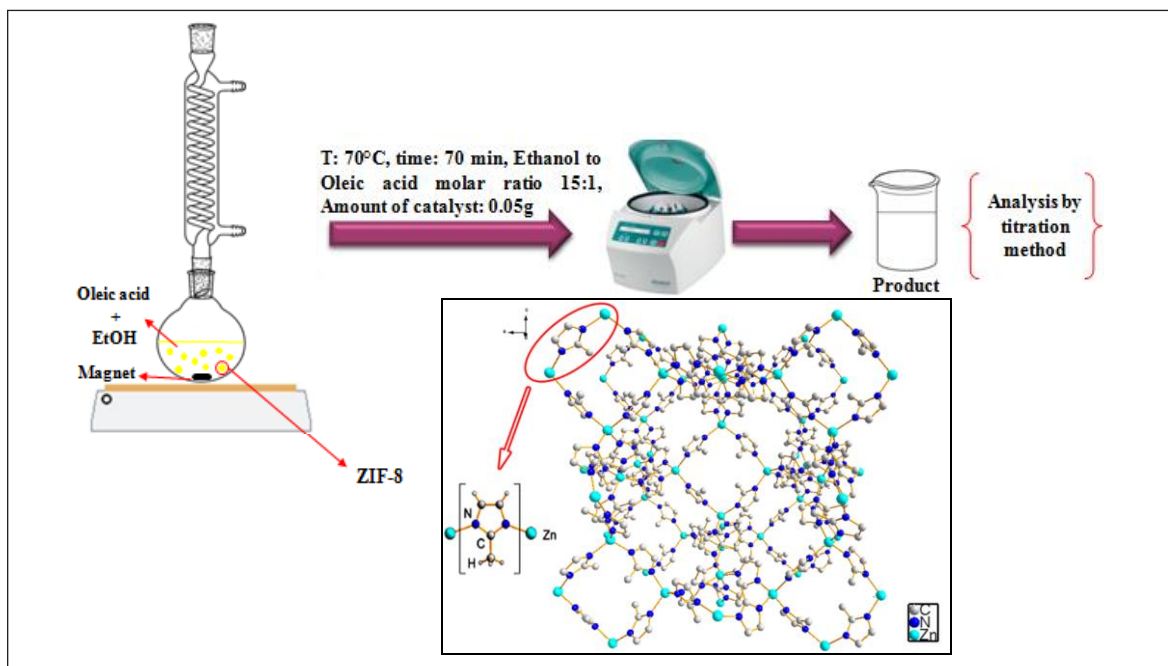 T: 70°C, time: 70 min, Ethanol to
Oleic acid molar ratio 15:1,
Amount of catalyst: 0.05g
Analysis by
titration
method
Product
Oleic acid
+
EtOH
Magnet
ZIF-8
N
C
H
Zn
C
N
Zn